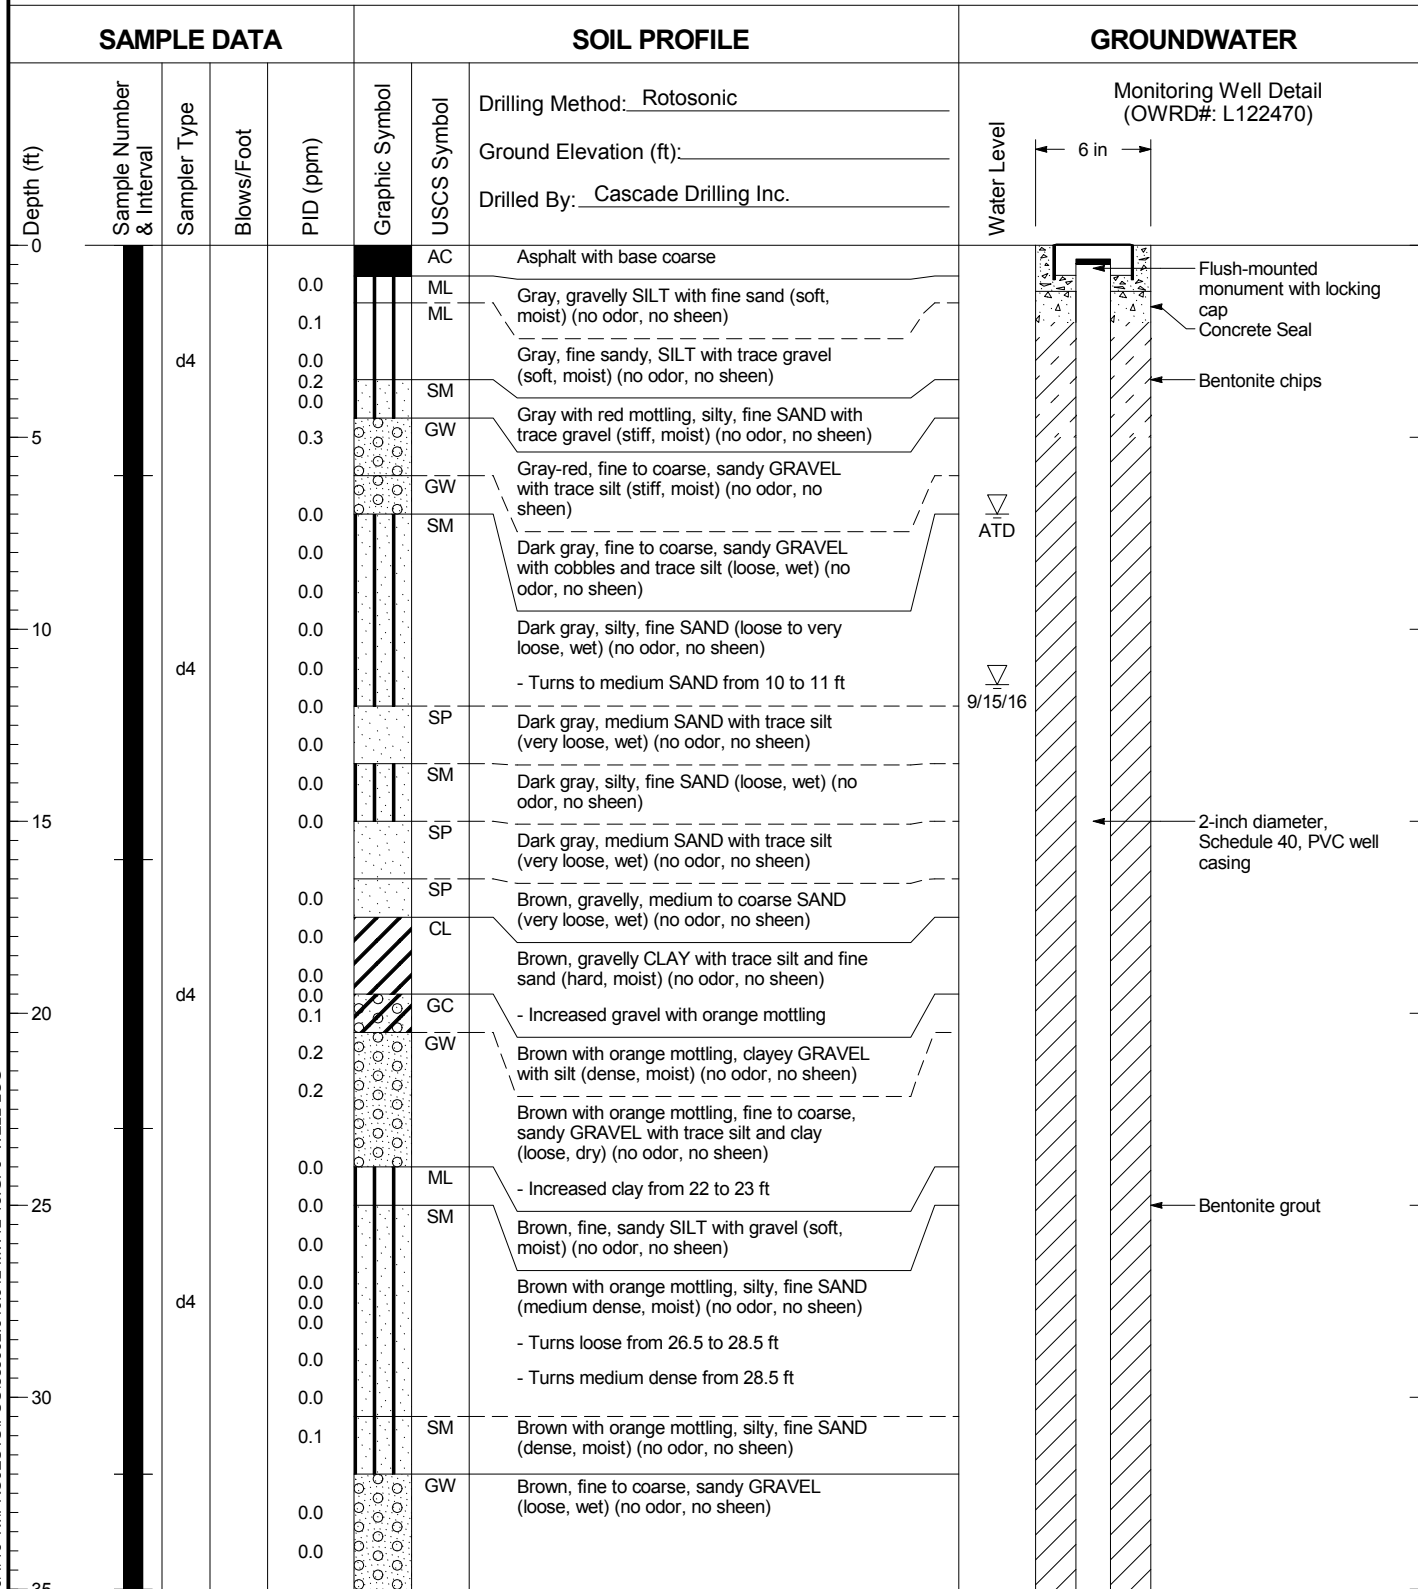 SAMPLE DATA
SOIL PROFILE
GROUNDWATER
Depth (ft)
Sample Number
& Interval
Sampler Type
Blows/Foot
PID (ppm)
Graphic Symbol
USCS Symbol
Drilling Method: Rotosonic
Ground Elevation (ft):
Drilled By: Cascade Drilling Inc.
Water Level
Monitoring Well Detail
(OWRD#: L122470)
6 in
0
AC
Asphalt with base coarse
0.0
ML
Gray, gravelly SILT with fine sand (soft,
moist) (no odor, no sheen)
Flush-mounted
monument with locking
cap
0.1
ML
Concrete Seal
d4
0.0
Gray, fine sandy, SILT with trace gravel
(soft, moist) (no odor, no sheen)
0.2
Bentonite chips
0.0
SM
Gray with red mottling, silty, fine SAND with
trace gravel (stiff, moist) (no odor, no sheen)
5
0.3
GW
Gray-red, fine to coarse, sandy GRAVEL
with trace silt (stiff, moist) (no odor, no
sheen)
GW
0.0
SM
ATD
0.0
Dark gray, fine to coarse, sandy GRAVEL
with cobbles and trace silt (loose, wet) (no
odor, no sheen)
0.0
10
0.0
Dark gray, silty, fine SAND (loose to very
loose, wet) (no odor, no sheen)
d4
0.0
- Turns to medium SAND from 10 to 11 ft
9/15/16
0.0
SP
Dark gray, medium SAND with trace silt
(very loose, wet) (no odor, no sheen)
0.0
SM
0.0
Dark gray, silty, fine SAND (loose, wet) (no
odor, no sheen)
15
0.0
SP
Dark gray, medium SAND with trace silt
(very loose, wet) (no odor, no sheen)
2-inch diameter,
Schedule 40, PVC well
casing
0.0
SP
Brown, gravelly, medium to coarse SAND
(very loose, wet) (no odor, no sheen)
0.0
CL
0.0
Brown, gravelly CLAY with trace silt and fine
sand (hard, moist) (no odor, no sheen)
d4
0.0
20
0.1
GC
- Increased gravel with orange mottling
0.2
GW
Brown with orange mottling, clayey GRAVEL
with silt (dense, moist) (no odor, no sheen)
0.2
Brown with orange mottling, fine to coarse,
sandy GRAVEL with trace silt and clay
(loose, dry) (no odor, no sheen)
0.0
ML
- Increased clay from 22 to 23 ft
25
0.0
SM
Bentonite grout
0.0
Brown, fine, sandy SILT with gravel (soft,
moist) (no odor, no sheen)
0.0
d4
0.0
Brown with orange mottling, silty, fine SAND
(medium dense, moist) (no odor, no sheen)
0.0
- Turns loose from 26.5 to 28.5 ft
0.0
- Turns medium dense from 28.5 ft
30
0.0
0.1
SM
Brown with orange mottling, silty, fine SAND
(dense, moist) (no odor, no sheen)
GW
Brown, fine to coarse, sandy GRAVEL
(loose, wet) (no odor, no sheen)
0.0
0.0
35